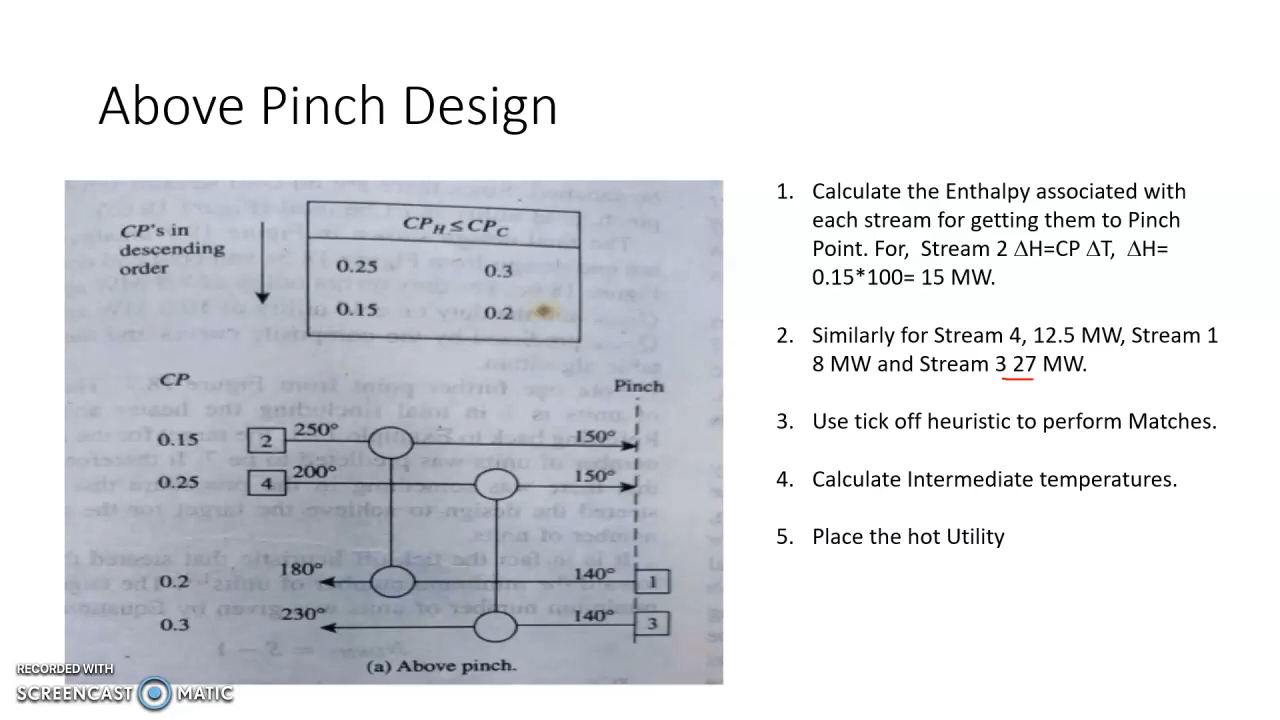 Above Pinch Design
CP's in
descending
order
CPH ≤ CPC
0.25 0.3
0.15 0.2
CP Pinch
0.15 2 250° 150°
0.25 4 200° 150°
0.2 180° 140° 1
0.3 230° 140° 3
(a) Above pinch.
1. Calculate the Enthalpy associated with
each stream for getting them to Pinch
Point. For, Stream 2 ∆H=CP ∆T, ∆H=
0.15*100= 15 MW.
2. Similarly for Stream 4, 12.5 MW, Stream 1
8 MW and Stream 3 27 MW.
3. Use tick off heuristic to perform Matches.
4. Calculate Intermediate temperatures.
5. Place the hot Utility
RECORDED WITH
SCREENCAST MATIC